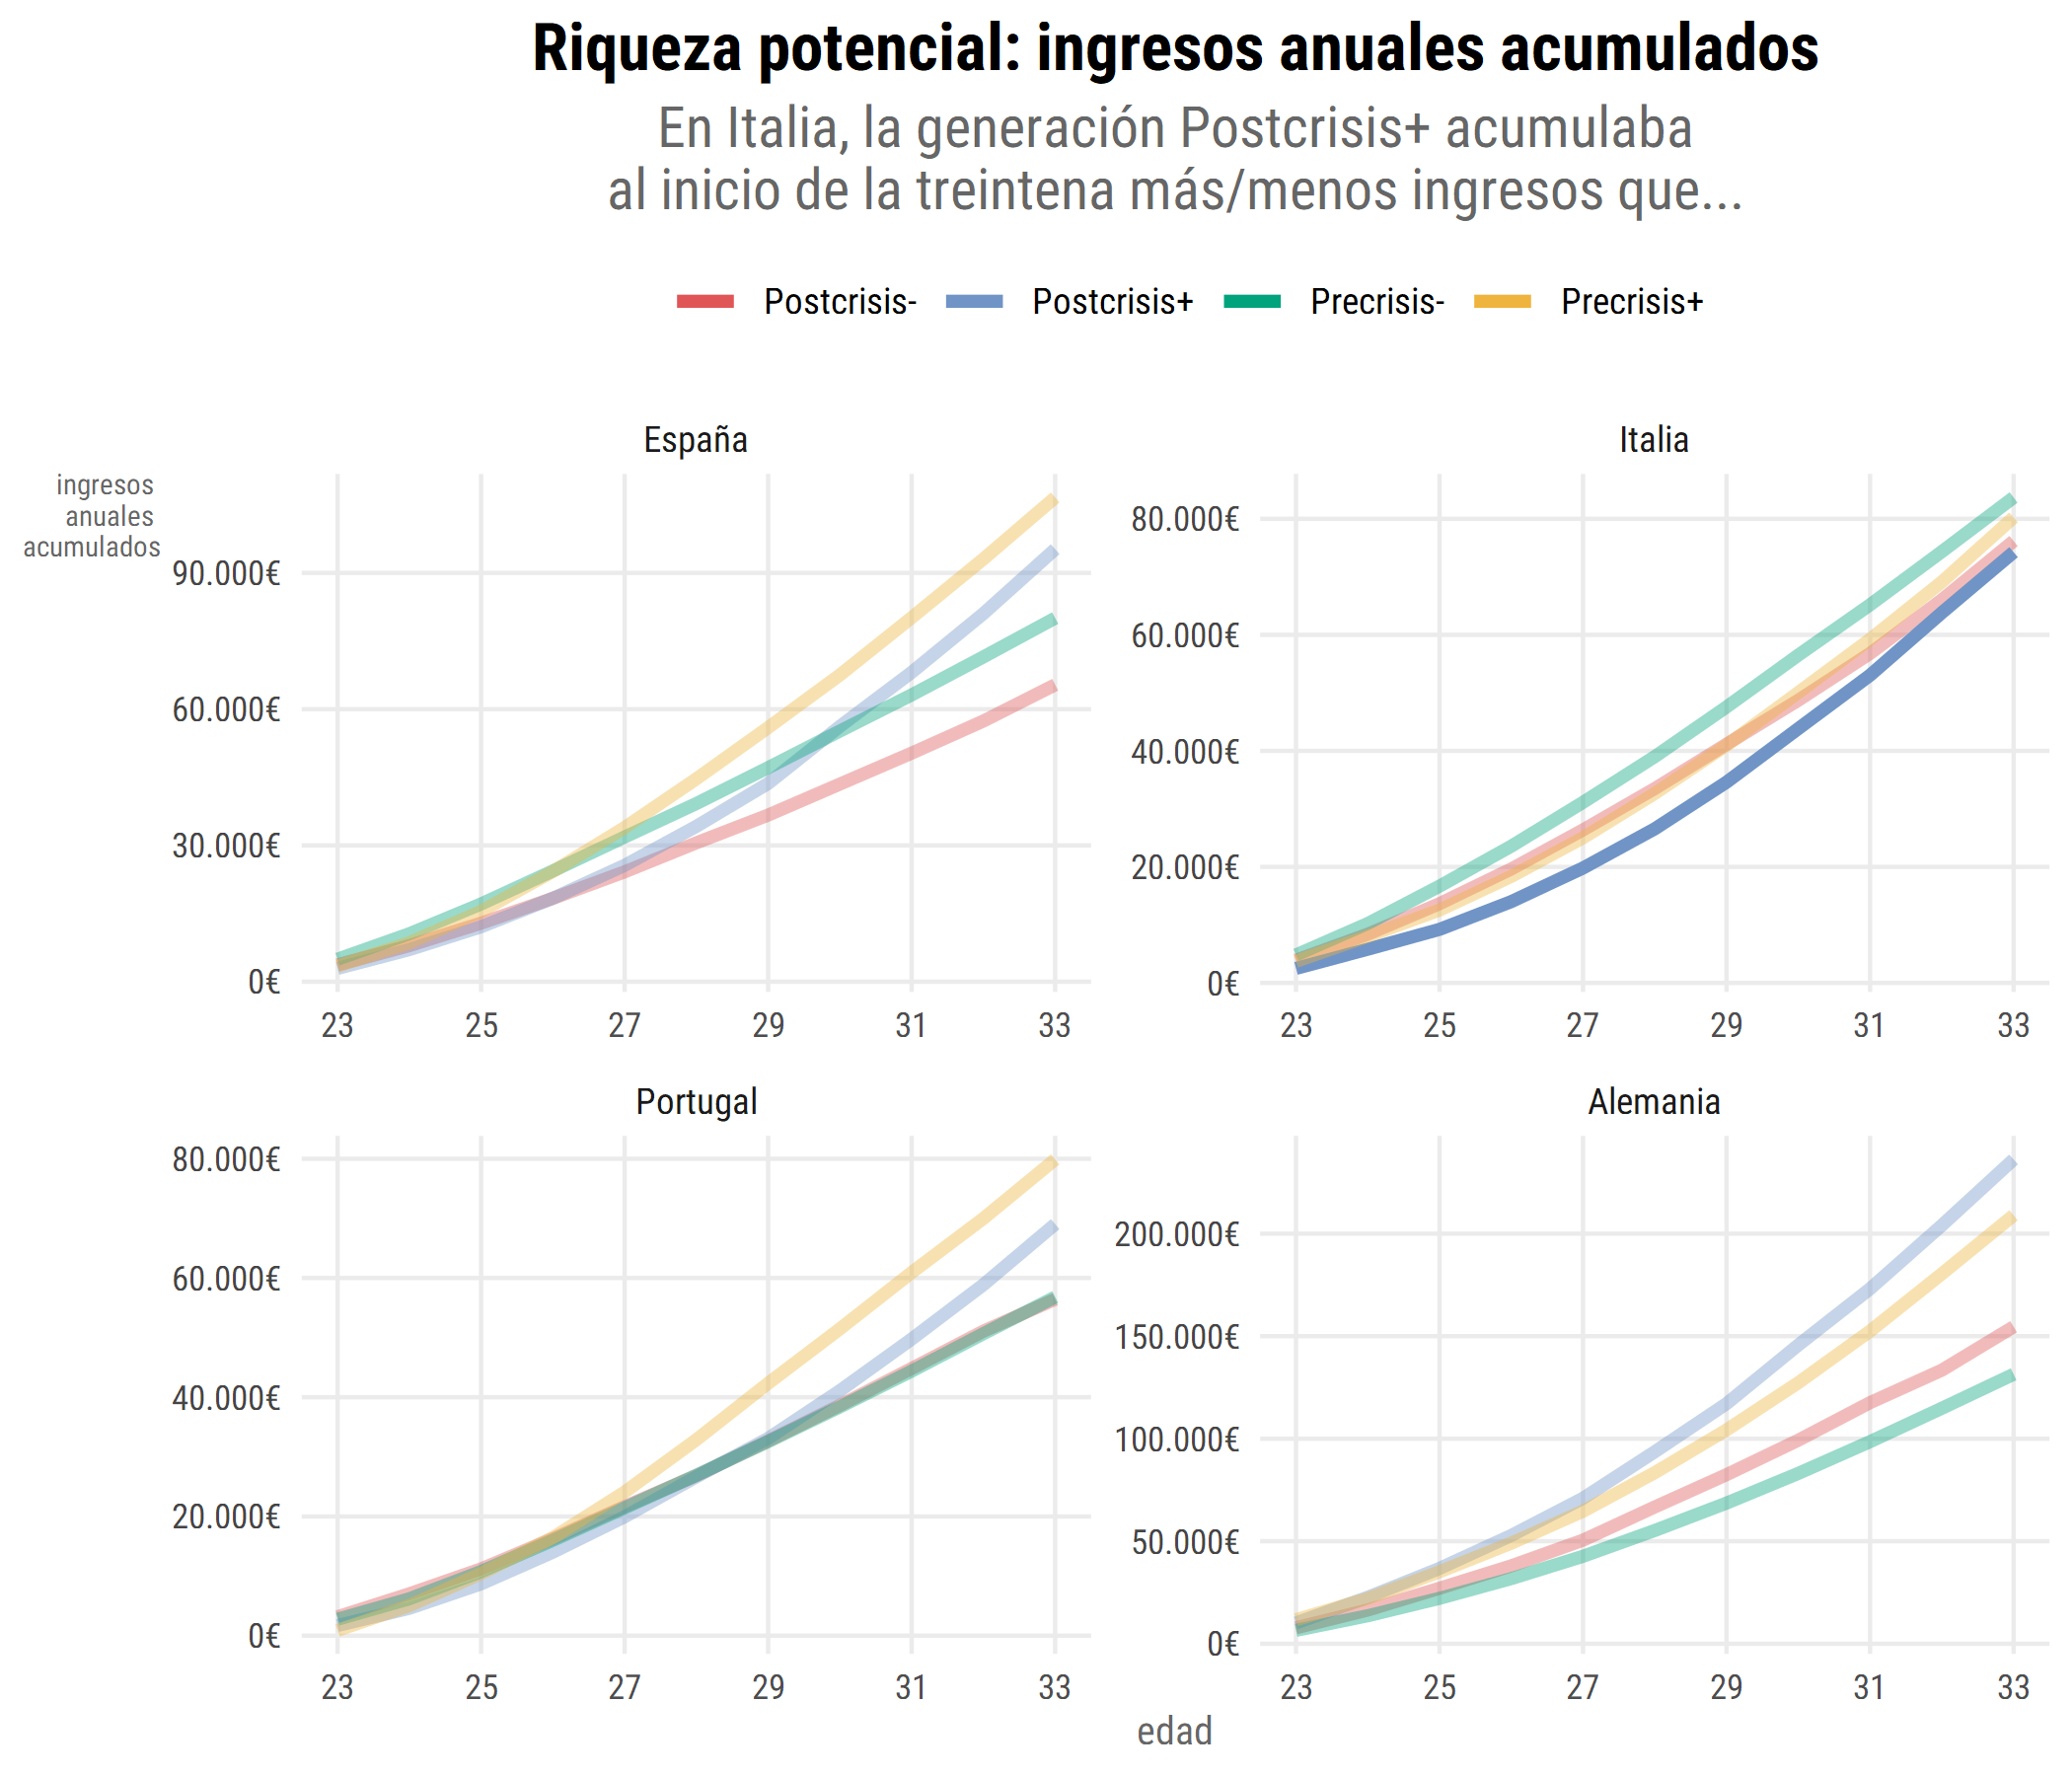 Riqueza potencial: ingresos anuales acumulados
En Italia, la generación Postcrisis+ acumulaba
al inicio de la treintena más/menos ingresos que...
Postcrisis- Postcrisis+ Precrisis- Precrisis+
España
ingresos
anuales
acumulados
90.000€
60.000€
30.000€
0€
23 25 27 29 31 33
Italia
80.000€
60.000€
40.000€
20.000€
0€
23 25 27 29 31 33
Portugal
80.000€
60.000€
40.000€
20.000€
0€
23 25 27 29 31 33
Alemania
200.000€
150.000€
100.000€
50.000€
0€
23 25 27 29 31 33
edad